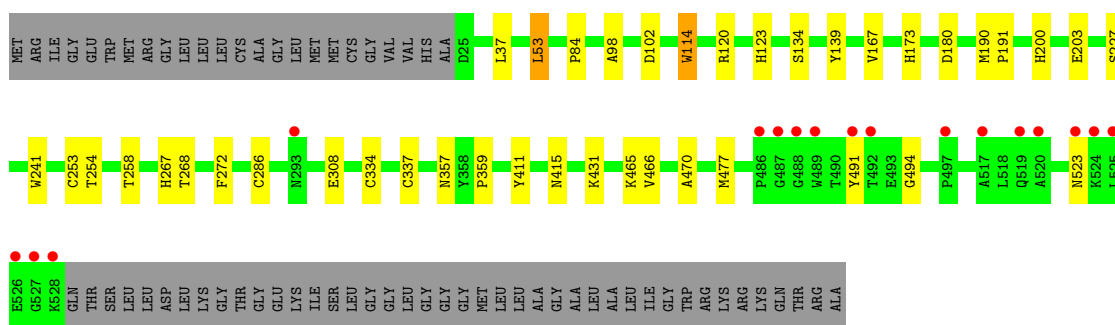 MET ARG ILE GLY GLU TRP MET ARG GLY LEU LEU LEU CYS ALA GLY LEU MET MET CYS GLY VAL VAL HIS ALA D25 L37 L53 P84 A98 D102 W114 R120 H123 S134 Y139 V167 H173 D180 M190 P191 H200 E203 S227
W241 C253 T254 T258 H267 T268 F272 C286 N293 E308 C334 C337 N357 Y358 P359 Y411 N415 K431 K465 V466 A470 M477 P486 G487 G488 W489 T490 Y491 T492 E493 G494 P497 A517 L518 Q519 A520 N523 K524 L525
E526 G527 K528 GLN THR SER LEU LEU ASP LEU LYS GLY THR GLY GLU LYS ILE SER LEU GLY GLY LEU GLY GLY GLY MET LEU LEU ALA GLY ALA LEU ALA LEU ILE GLY TRP ARG LYS ARG LYS GLN THR ARG ALA